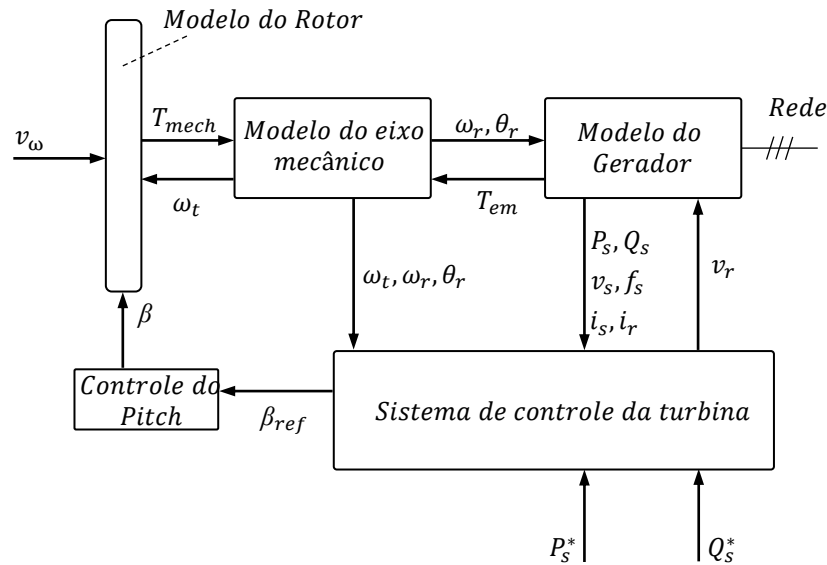 Modelo do Rotor
T_mech
v_ω
ω_t
Modelo do eixo
mecânico
ω_r, θ_r
T_em
Modelo do
Gerador
Rede
ω_t, ω_r, θ_r
P_s, Q_s
v_s, f_s
i_s, i_r
v_r
β
Controle do
Pitch
β_ref
Sistema de controle da turbina
P_s^*
Q_s^*